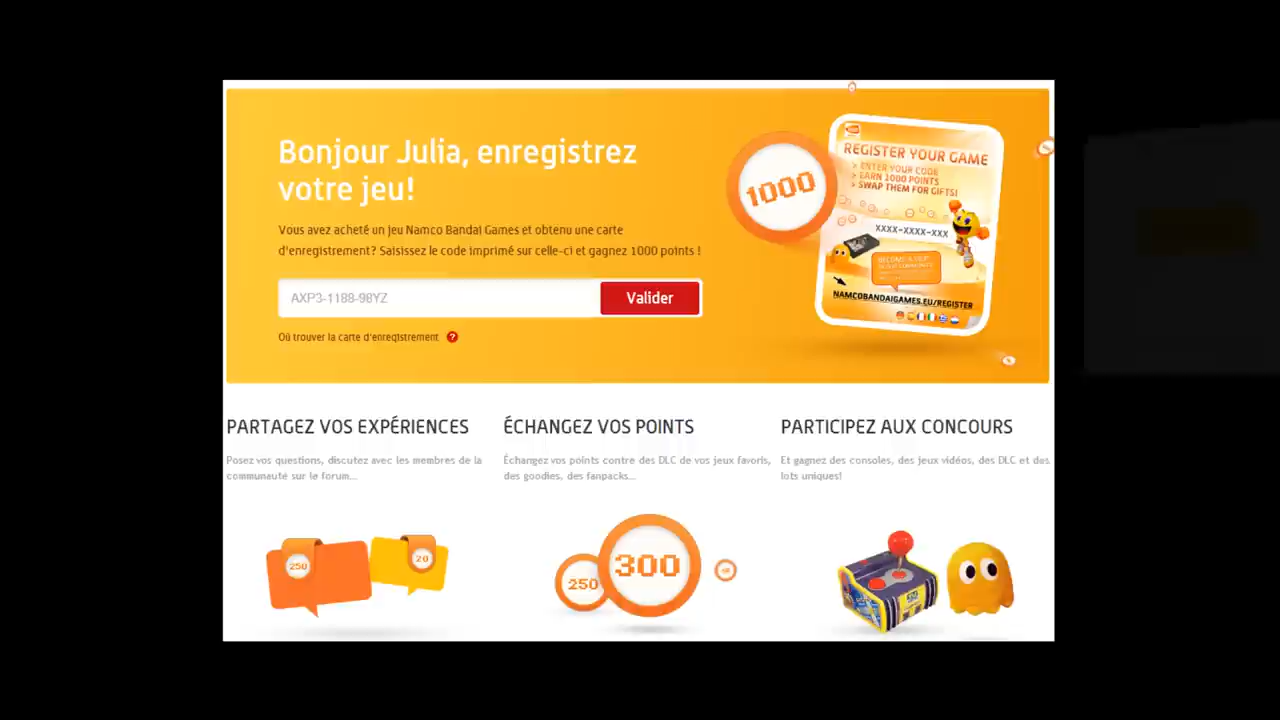 Bonjour Julia, enregistrez
votre jeu!
Vous avez acheté un jeu Namco Bandai Games et obtenu une carte
d'enregistrement? Saisissez le code imprimé sur celle-ci et gagnez 1000 points !
AXP3-1188-98YZ
Valider
Où trouver la carte d'enregistrement
?
1000
REGISTER YOUR GAME
> ENTER YOUR CODE
> EARN 1000 POINTS
> SWAP THEM FOR GIFTS!
XXXX-XXXX-XXX
BECOME A VIP
NAMCOBANDAIGAMES.EU/REGISTER
PARTAGEZ VOS EXPÉRIENCES
Posez vos questions, discutez avec les membres de la
communauté sur le forum...
250
20
ÉCHANGEZ VOS POINTS
Échangez vos points contre des DLC de vos jeux favoris,
des goodies, des fanpacks...
250
300
PARTICIPEZ AUX CONCOURS
Et gagnez des consoles, des jeux vidéos, des DLC et des
lots uniques!